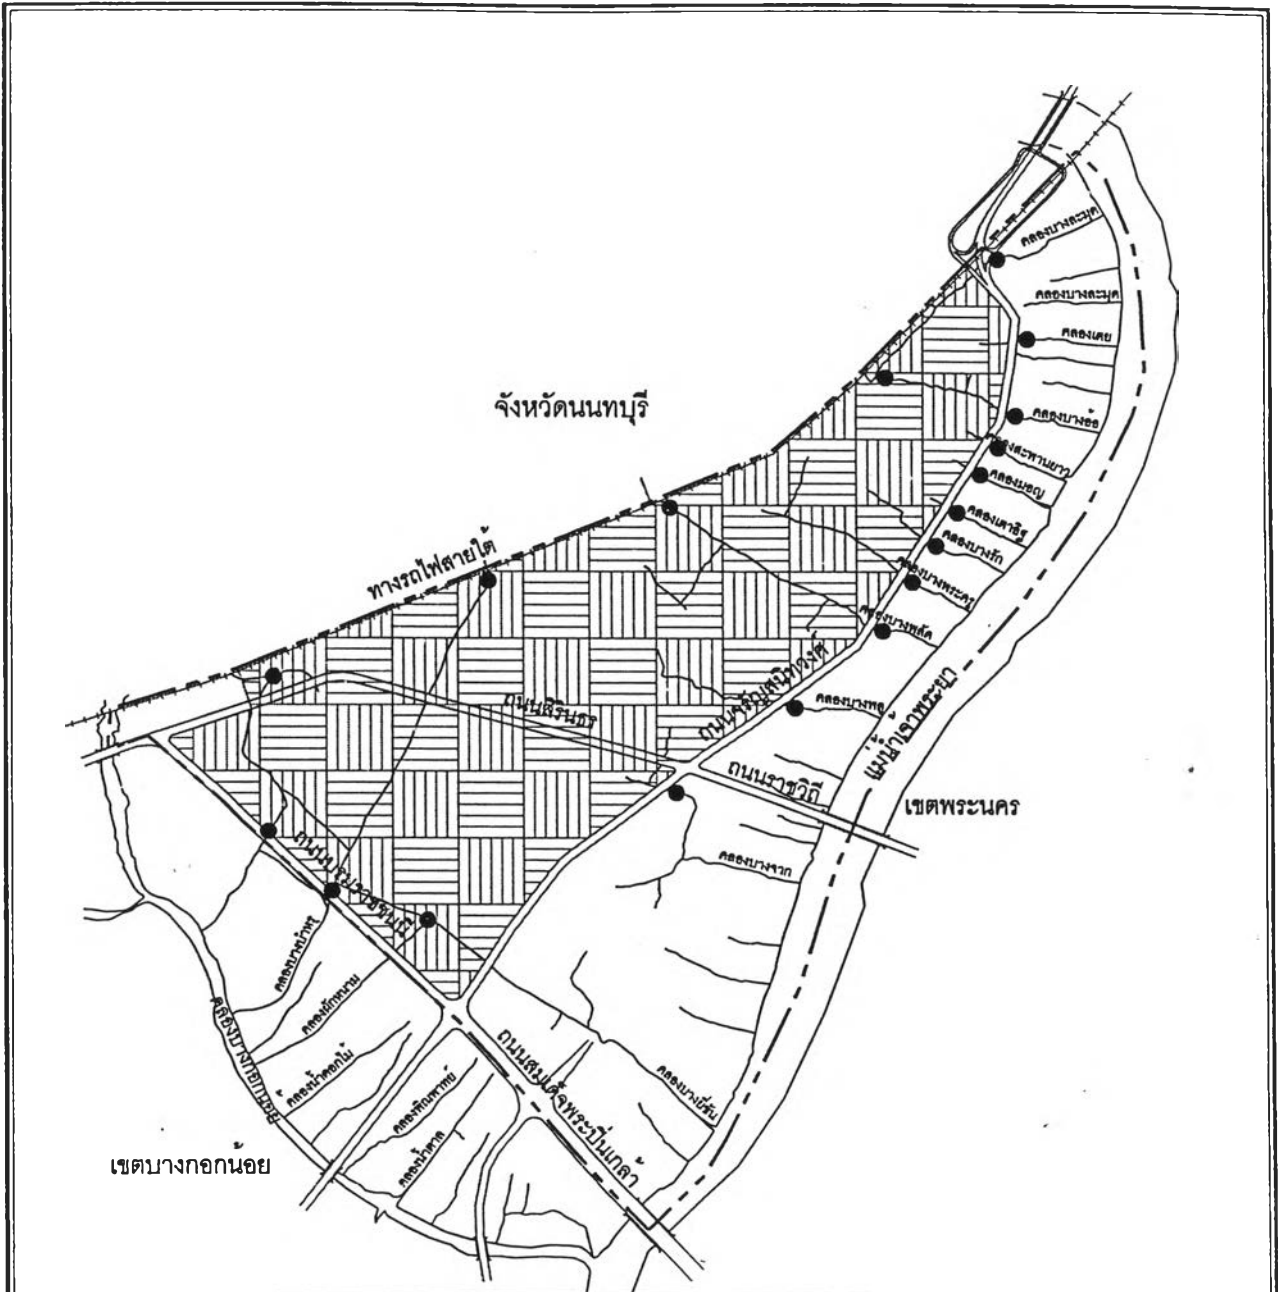 คลองบางละมุด
คลองบางละมุด
คลองเตย
จังหวัดนนทบุรี
คลองบางอ้อ
คลองสะพานยาว
คลองมอญ
คลองเตาอิฐ
คลองบางรัก
ทางรถไฟสายใต้
คลองบางพระครู
คลองบางพลัด
ถนนจรัญสนิทวงศ์
ถนนสิรินธร
คลองบางพลู
แม่น้ำเจ้าพระยา
ถนนราชวิถี
เขตพระนคร
คลองบางจาก
ถนนบรมราชชนนี
คลองบางบำหรุ
คลองผักหนาม
คลองบางกอกน้อย
คลองน้ำดอกไม้
ถนนสมเด็จพระปิ่นเกล้า
คลองพิณพาทย์
คลองบางยี่ขัน
คลองน้ำตาล
เขตบางกอกน้อย